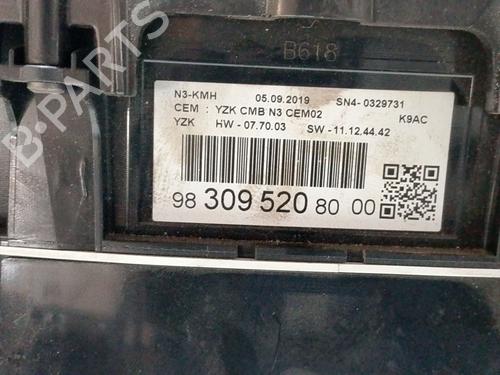 B618
N3-KMH 05.09.2019 SN4- 0329731
CEM : YZK CMB N3 CEM02 K9AC
YZK HW - 07.70.03 SW - 11.12.44.42
98 309 520 80 00
B-PARTS